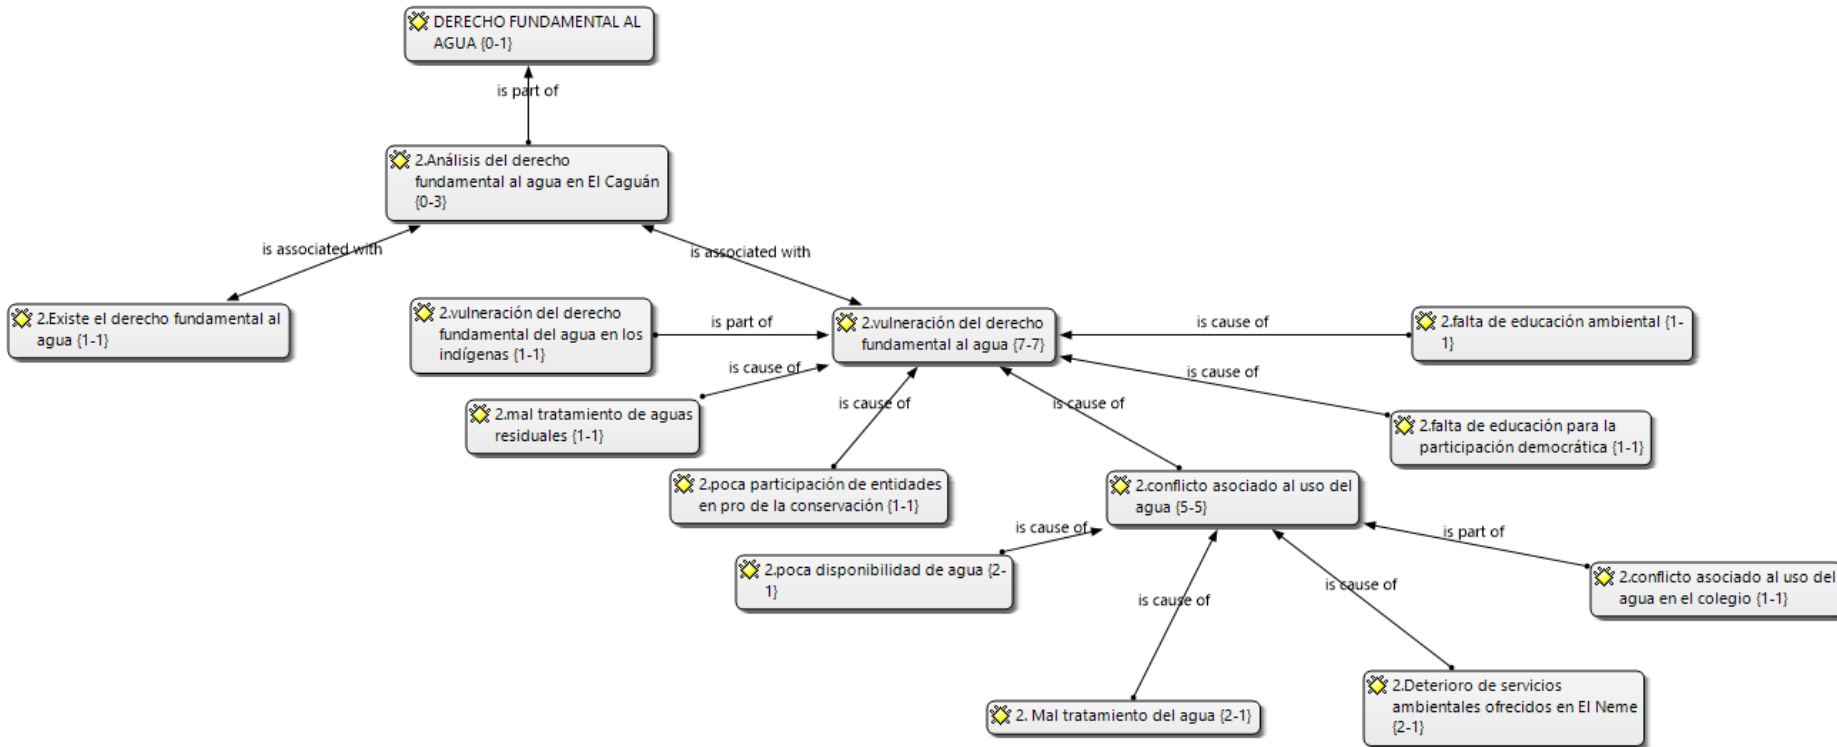 DERECHO FUNDAMENTAL AL
AGUA {0-1}
is part of
2.Análisis del derecho
fundamental al agua en El Caguán
{0-3}
is associated with
is associated with
2.Existe el derecho fundamental al
agua {1-1}
2.vulneración del derecho
fundamental del agua en los
indígenas {1-1}
is part of
2.vulneración del derecho
fundamental al agua {7-7}
is cause of
2.falta de educación ambiental {1-
1}
is cause of
is cause of
2.mal tratamiento de aguas
residuales {1-1}
is cause of
is cause of
2.falta de educación para la
participación democrática {1-1}
2.poca participación de entidades
en pro de la conservación {1-1}
2.conflicto asociado al uso del
agua {5-5}
is cause of
is part of
2.poca disponibilidad de agua {2-
1}
is cause of
is cause of
2.conflicto asociado al uso del
agua en el colegio {1-1}
2. Mal tratamiento del agua {2-1}
2.Deterioro de servicios
ambientales ofrecidos en El Neme
{2-1}